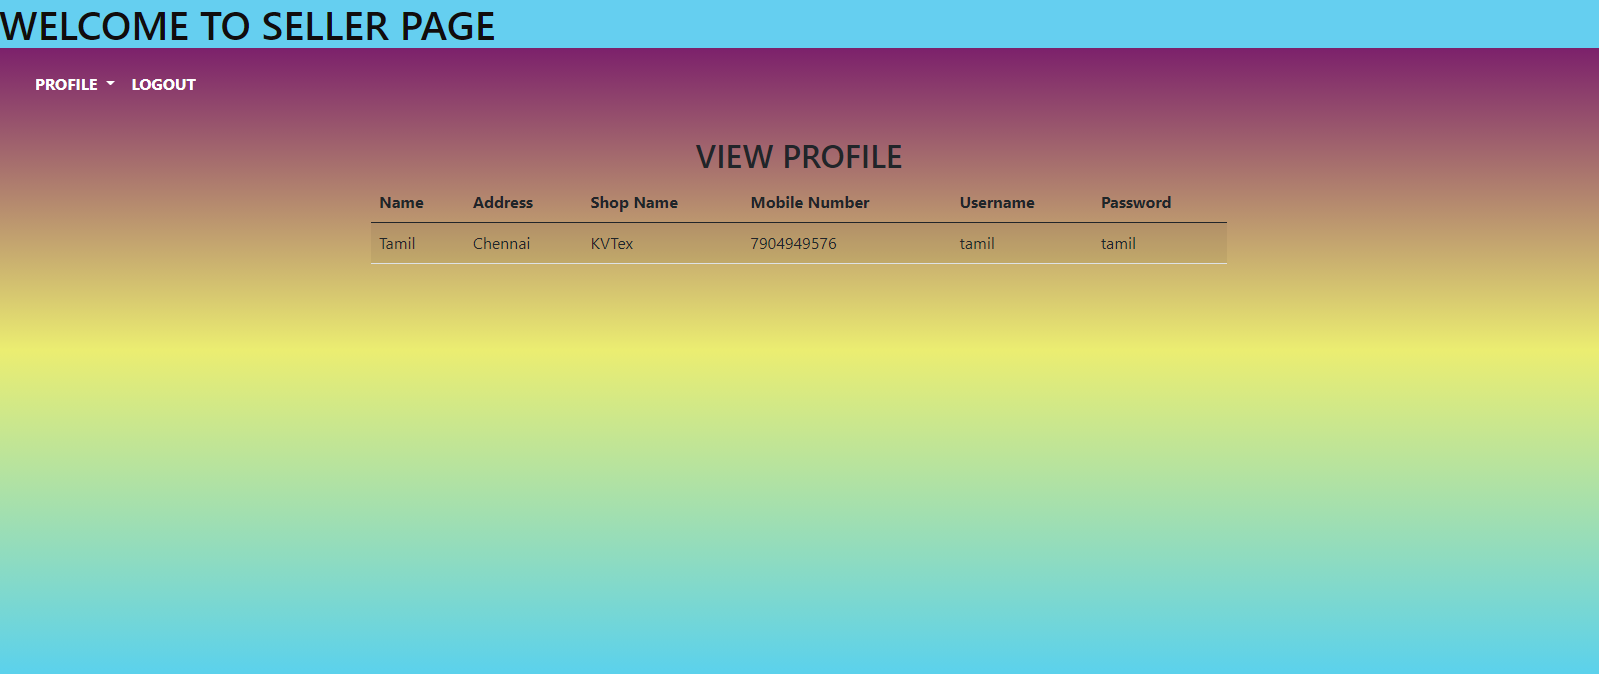 WELCOME TO SELLER PAGE
PROFILE LOGOUT
VIEW PROFILE
Name Address Shop Name Mobile Number Username Password
Tamil Chennai KVTex 7904949576 tamil tamil